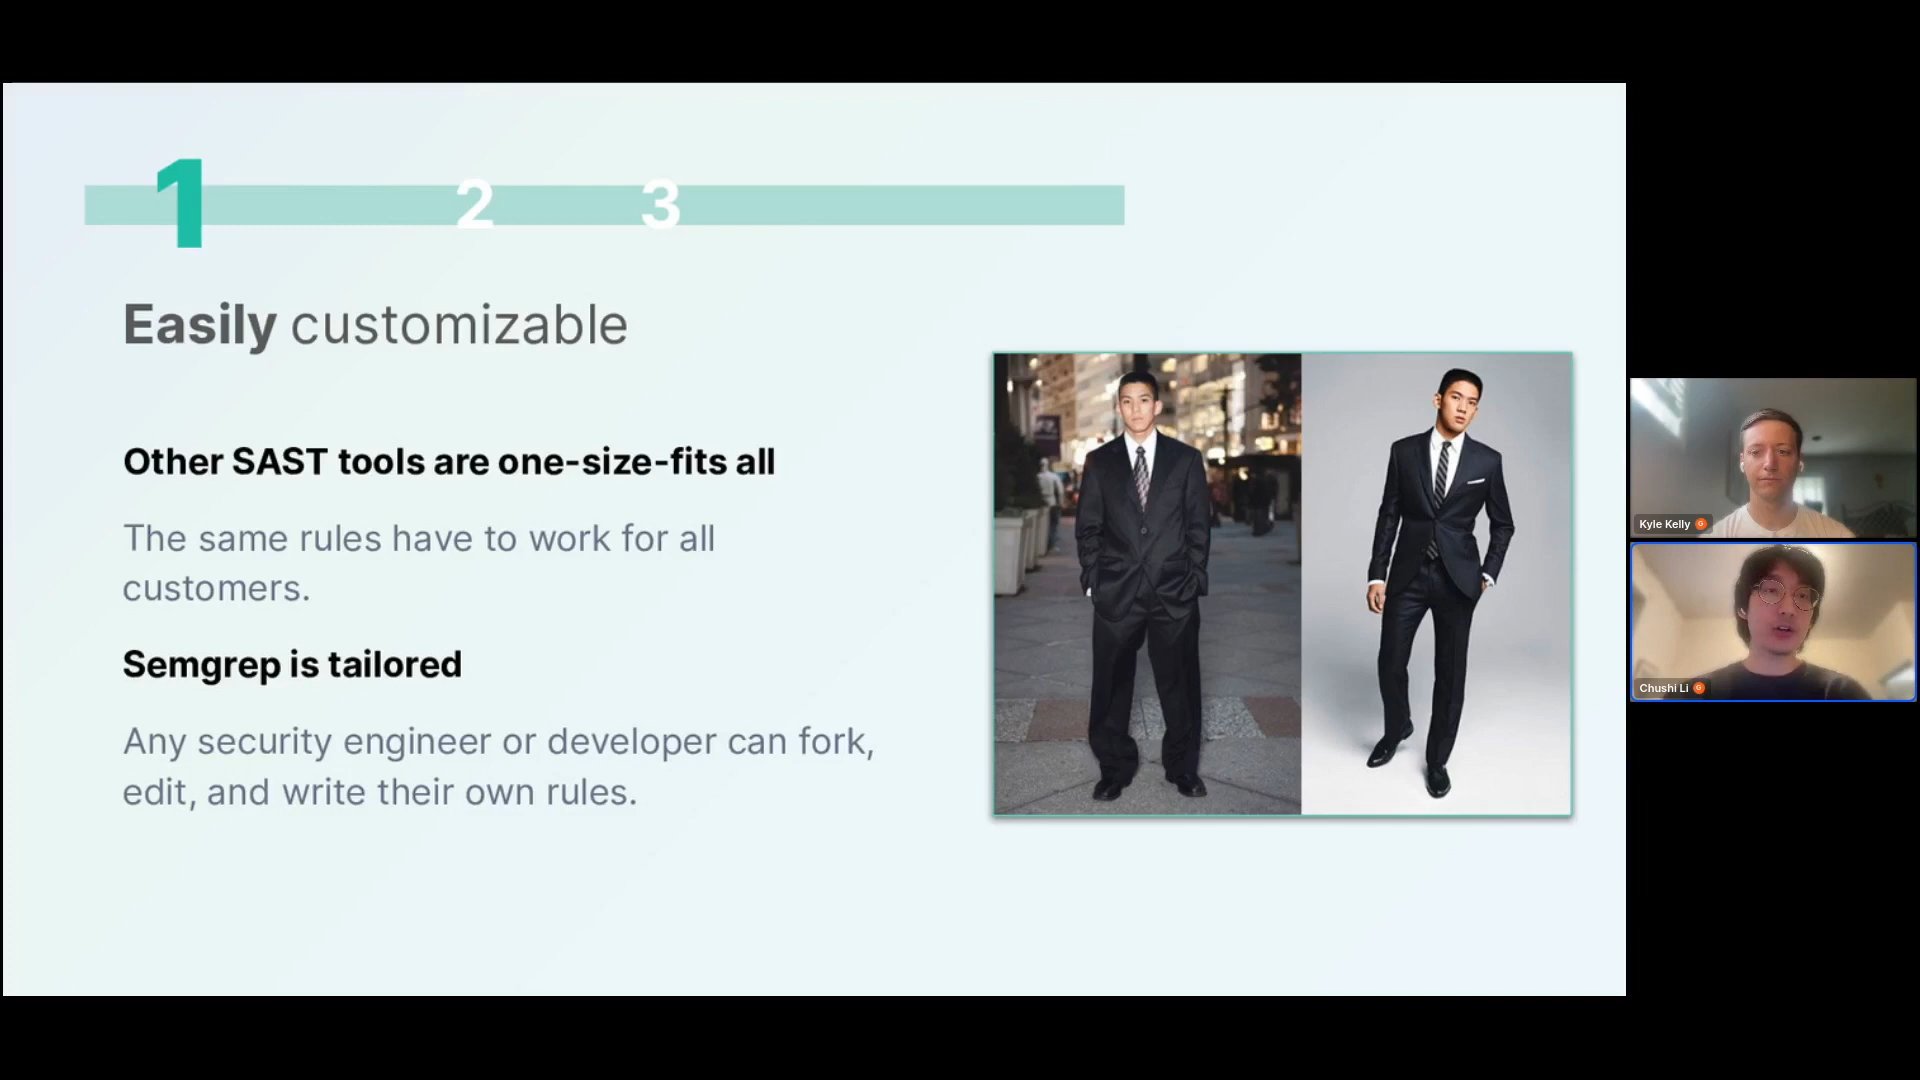 1
2
3
Easily customizable
Other SAST tools are one-size-fits all
The same rules have to work for all
customers.
Semgrep is tailored
Any security engineer or developer can fork,
edit, and write their own rules.
Kyle Kelly
Chushi Li